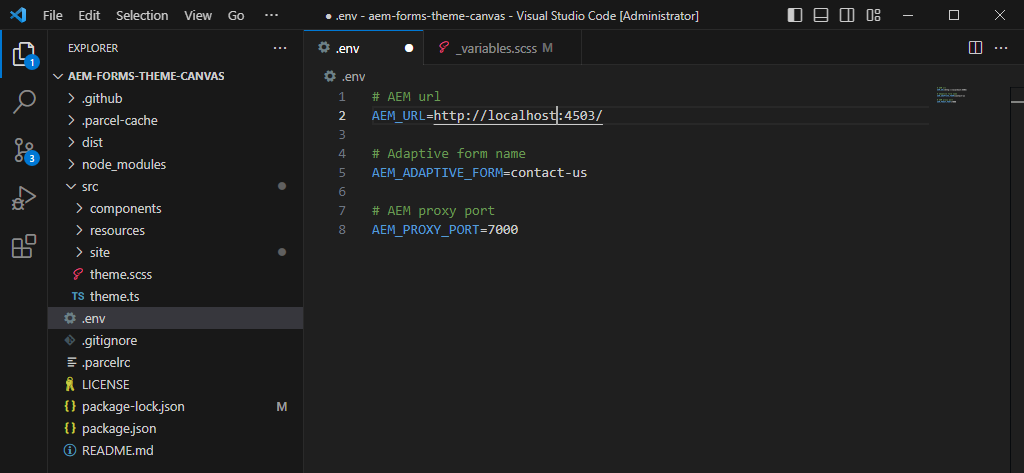 File Edit Selection View Go ··· ● .env - aem-forms-theme-canvas - Visual Studio Code [Administrator]
EXPLORER ···
.env ●
_variables.scss M
1
3
AEM-FORMS-THEME-CANVAS
.github
.parcel-cache
dist
node_modules
src
components
resources
site
theme.scss
TS theme.ts
.env
.gitignore
.parcelrc
LICENSE
{} package-lock.json M
{} package.json
README.md
.env
1 # AEM url
2 AEM_URL=http://localhost:4503/
3
4 # Adaptive form name
5 AEM_ADAPTIVE_FORM=contact-us
6
7 # AEM proxy port
8 AEM_PROXY_PORT=7000